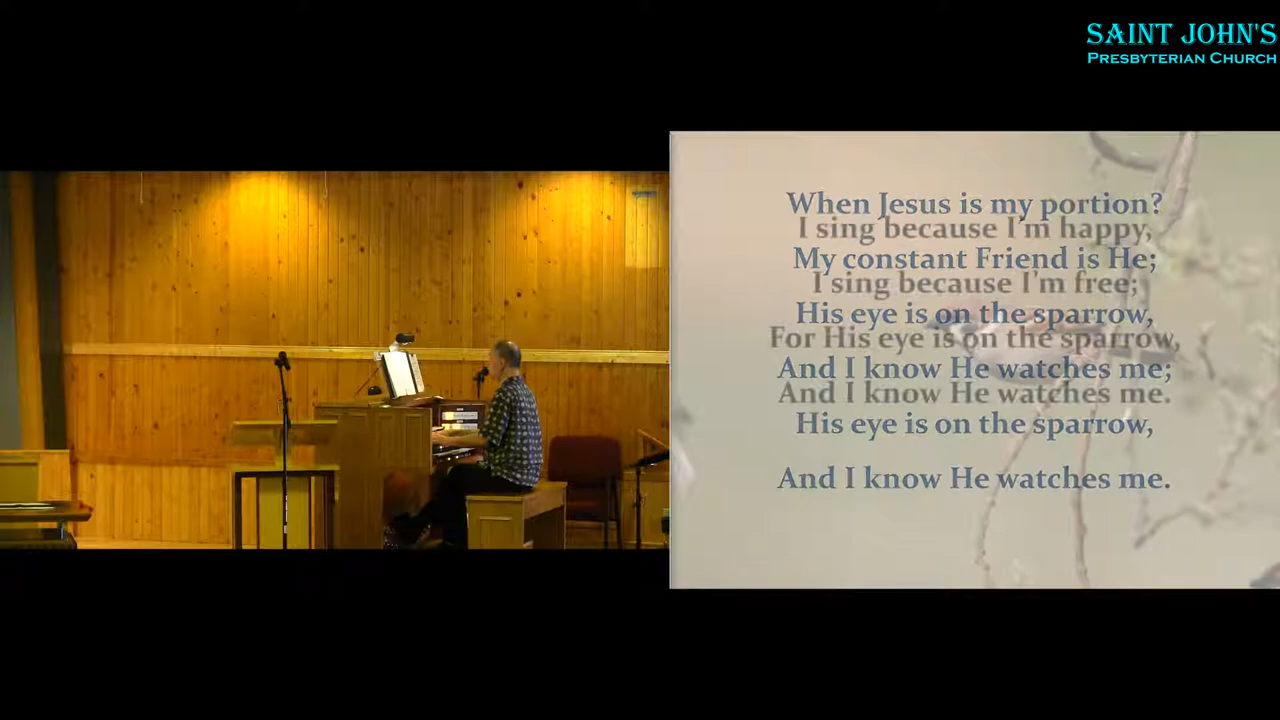 SAINT JOHN'S
PRESBYTERIAN CHURCH
When Jesus is my portion?
I sing because I'm happy,
My constant Friend is He;
I sing because I'm free;
His eye is on the sparrow,
For His eye is on the sparrow,
And I know He watches me;
And I know He watches me.
His eye is on the sparrow,
And I know He watches me.